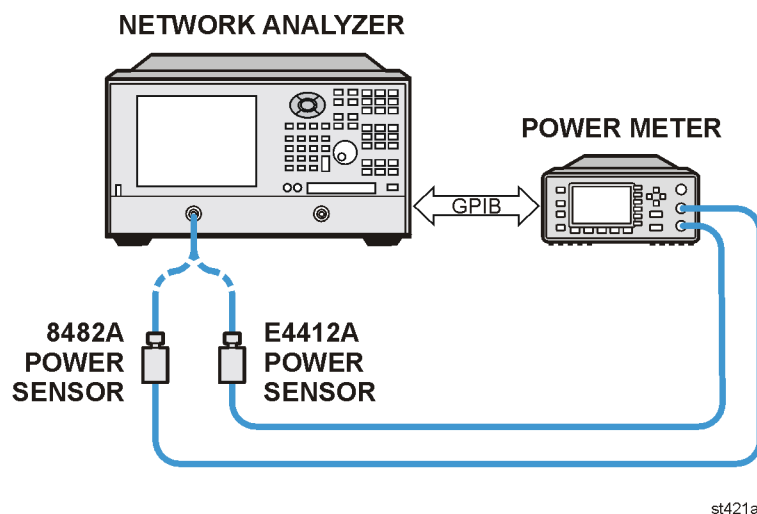 NETWORK ANALYZER
POWER METER
GPIB
8482A
POWER
SENSOR
E4412A
POWER
SENSOR
st421a